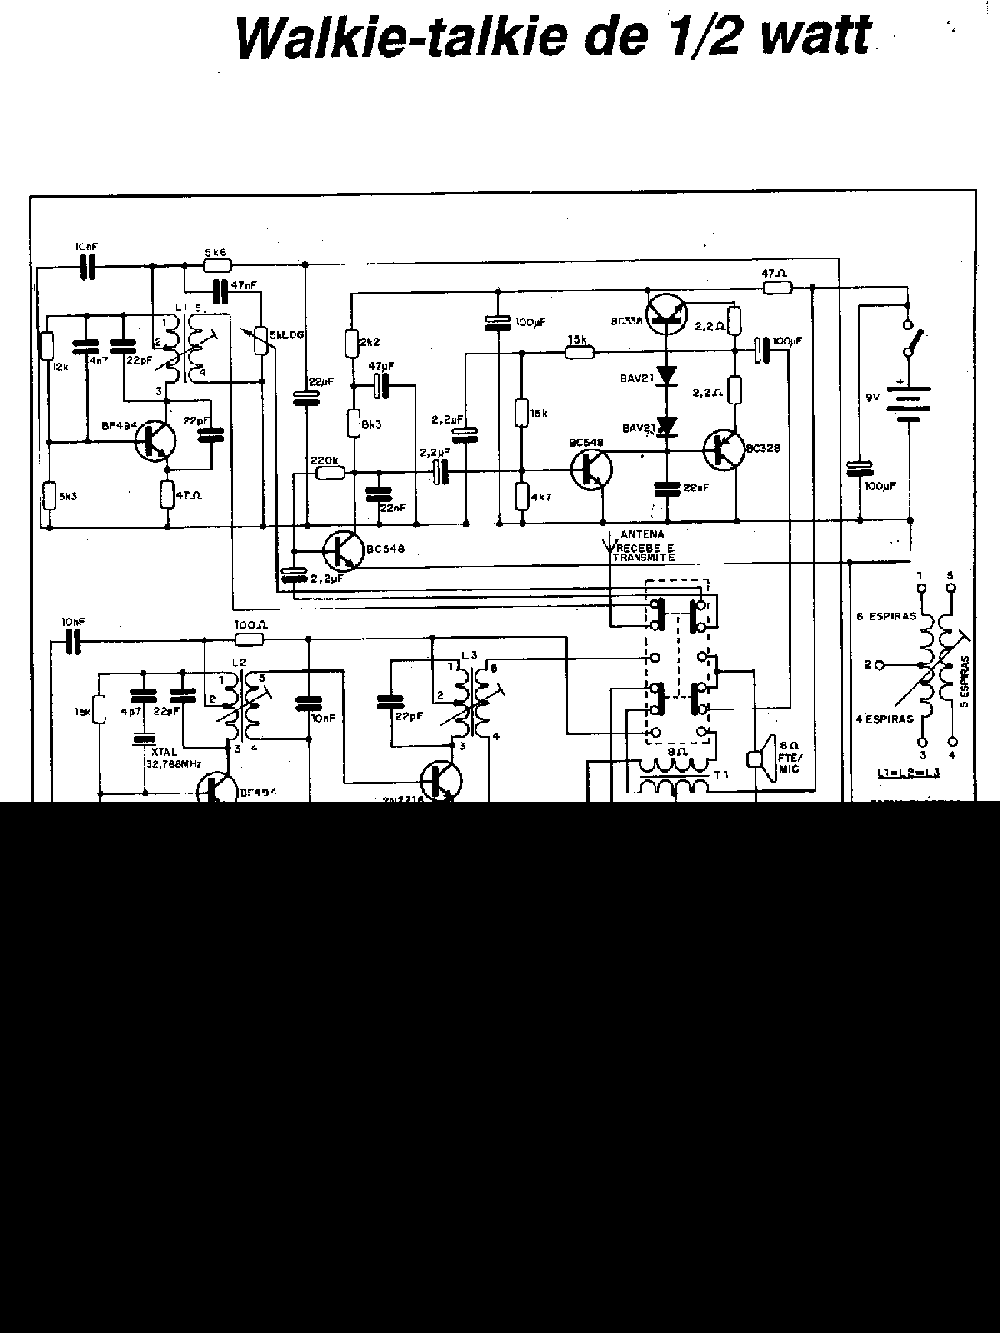 Walkie-talkie de 1/2 watt
10nF
5k6
47nF
L1
5
1
2
3
4
5kLOG
12k
4n7
22pF
BF494
22pF
5k3
47Ω
22µF
2k2
47µF
8k3
220k
22nF
2,2µF
2,2µF
BC548
2,2µF
100µF
15k
15k
4k7
BC548
BC338
BAV21
BAV21
22nF
2,2Ω
2,2Ω
BC328
47Ω
100µF
9V
+
100µF
ANTENA
RECEBE E
TRANSMITE
10nF
100Ω
L2
1
2
3
4
5
15k
4p7
22pF
XTAL
32,768MHz
BF494
10nF
22pF
L3
1
2
3
4
6
2N2218
8Ω
T1
8Ω
FTE/
MIC
1
5
6 ESPIRAS
2
5 ESPIRAS
4 ESPIRAS
3
4
L1=L2=L3